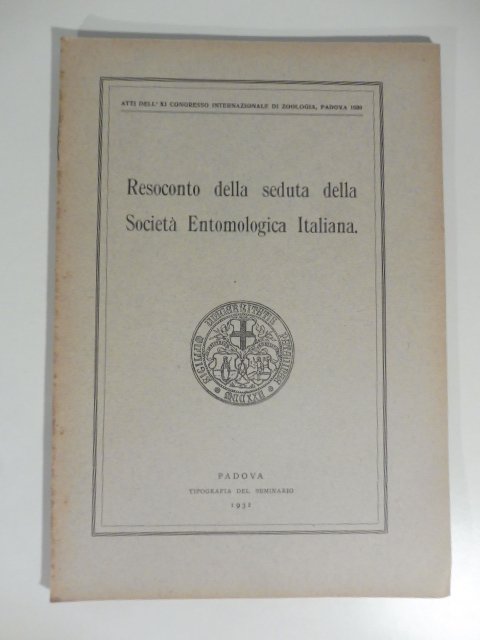 ATTI DELL' XI CONGRESSO INTERNAZIONALE DI ZOOLOGIA, PADOVA 1930
Resoconto della seduta della
Società Entomologica Italiana.
MCCXXII
PADOVA
TIPOGRAFIA DEL SEMINARIO
1932